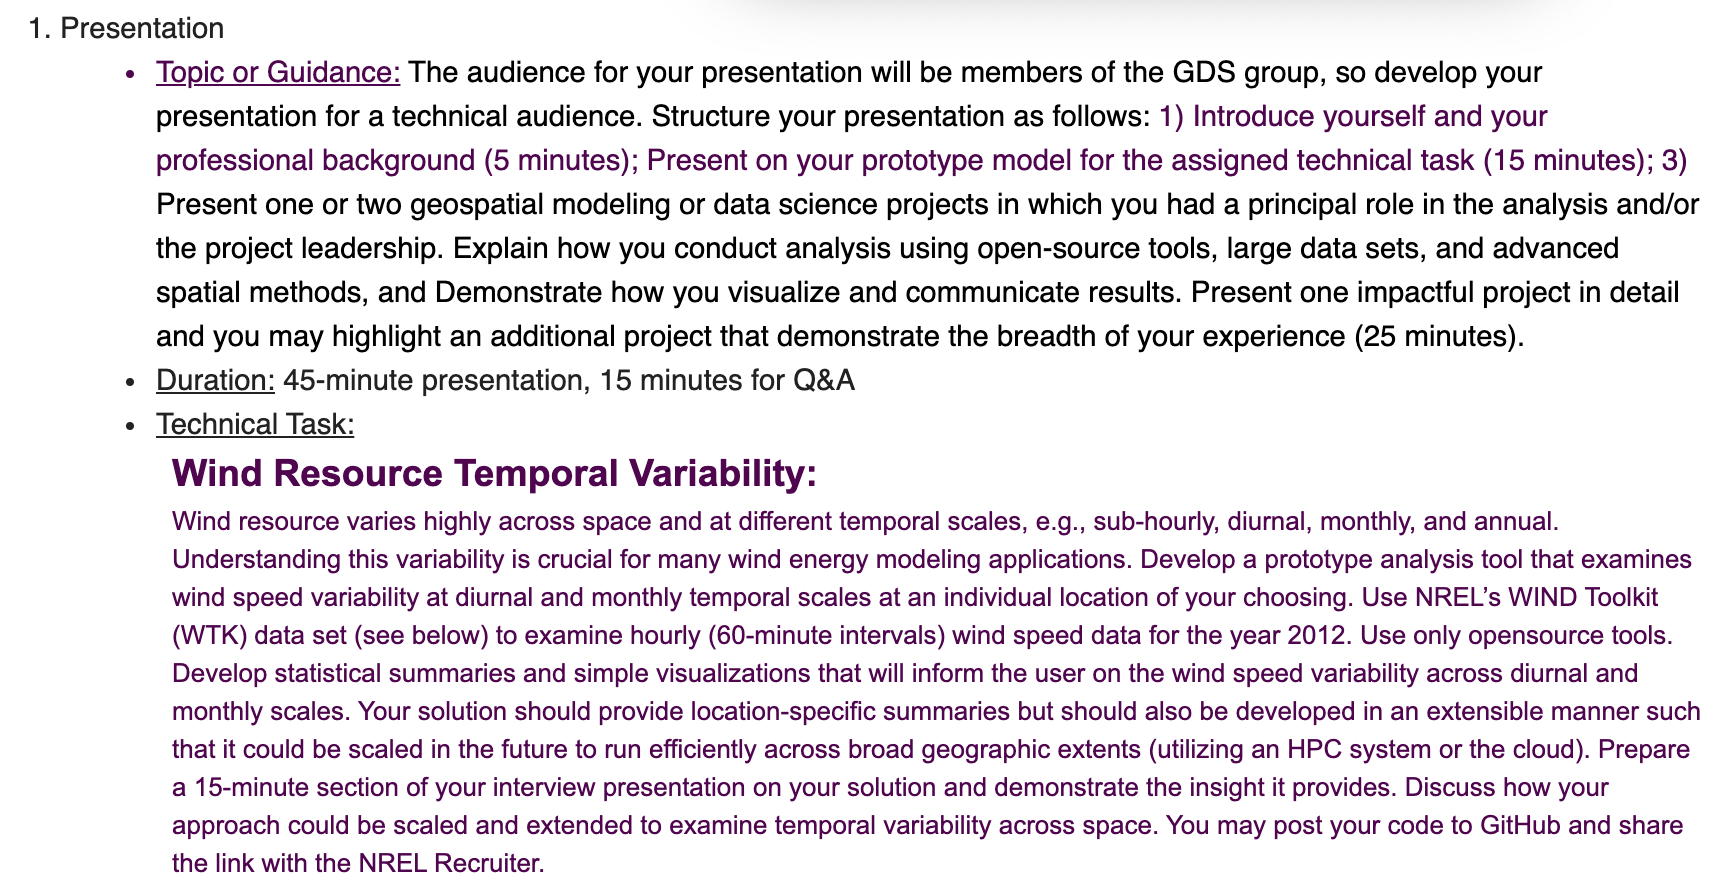 1. Presentation
• Topic or Guidance: The audience for your presentation will be members of the GDS group, so develop your
presentation for a technical audience. Structure your presentation as follows: 1) Introduce yourself and your
professional background (5 minutes); Present on your prototype model for the assigned technical task (15 minutes); 3)
Present one or two geospatial modeling or data science projects in which you had a principal role in the analysis and/or
the project leadership. Explain how you conduct analysis using open-source tools, large data sets, and advanced
spatial methods, and Demonstrate how you visualize and communicate results. Present one impactful project in detail
and you may highlight an additional project that demonstrate the breadth of your experience (25 minutes).
• Duration: 45-minute presentation, 15 minutes for Q&A
• Technical Task:
Wind Resource Temporal Variability:
Wind resource varies highly across space and at different temporal scales, e.g., sub-hourly, diurnal, monthly, and annual.
Understanding this variability is crucial for many wind energy modeling applications. Develop a prototype analysis tool that examines
wind speed variability at diurnal and monthly temporal scales at an individual location of your choosing. Use NREL’s WIND Toolkit
(WTK) data set (see below) to examine hourly (60-minute intervals) wind speed data for the year 2012. Use only opensource tools.
Develop statistical summaries and simple visualizations that will inform the user on the wind speed variability across diurnal and
monthly scales. Your solution should provide location-specific summaries but should also be developed in an extensible manner such
that it could be scaled in the future to run efficiently across broad geographic extents (utilizing an HPC system or the cloud). Prepare
a 15-minute section of your interview presentation on your solution and demonstrate the insight it provides. Discuss how your
approach could be scaled and extended to examine temporal variability across space. You may post your code to GitHub and share
the link with the NREL Recruiter.